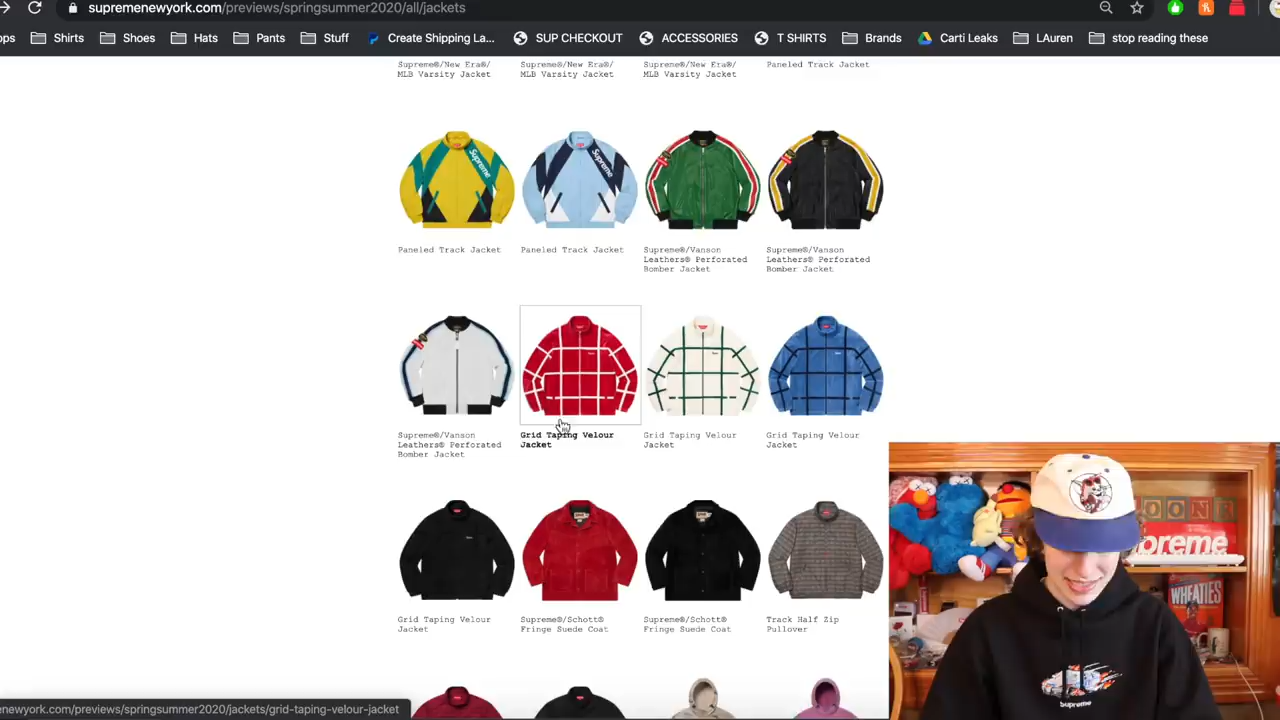 supremenewyork.com/previews/springsummer2020/all/jackets
ops Shirts Shoes Hats Pants Stuff Create Shipping La... SUP CHECKOUT ACCESSORIES T SHIRTS Brands Carti Leaks LAuren stop reading these
Supreme®/New Era®/
MLB Varsity Jacket
Supreme®/New Era®/
MLB Varsity Jacket
Supreme®/New Era®/
MLB Varsity Jacket
Paneled Track Jacket
Supreme
Supreme
Paneled Track Jacket
Paneled Track Jacket
Supreme®/Vanson
Leathers® Perforated
Bomber Jacket
Supreme®/Vanson
Leathers® Perforated
Bomber Jacket
Supreme®/Vanson
Leathers® Perforated
Bomber Jacket
Grid Taping Velour
Jacket
Grid Taping Velour
Jacket
Grid Taping Velour
Jacket
Grid Taping Velour
Jacket
Supreme®/Schott®
Fringe Suede Coat
Supreme®/Schott®
Fringe Suede Coat
Track Half Zip
Pullover
preme
WHEATIES
Supreme
enewyork.com/previews/springsummer2020/jackets/grid-taping-velour-jacket